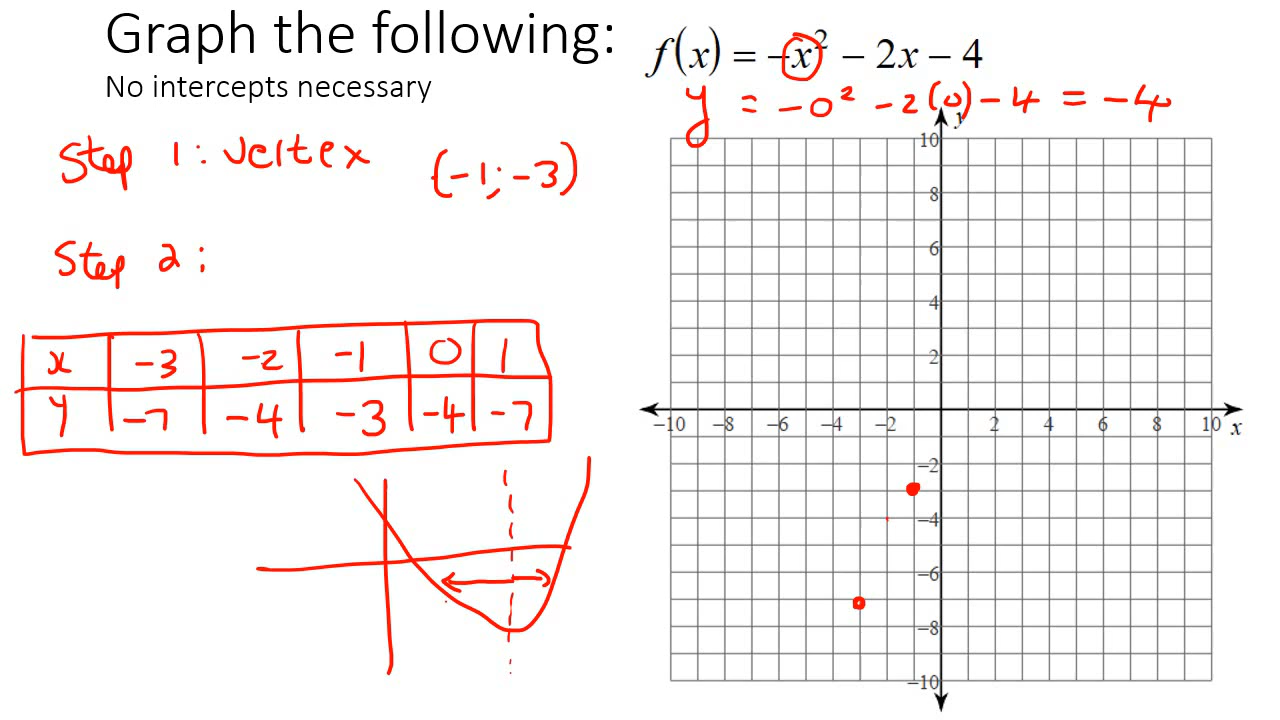 Graph the following:
No intercepts necessary
f(x) = -x² - 2x - 4
y = -0² - 2(0) - 4 = -4
Step 1: Vertex (-1; -3)
Step 2:
x -3 -2 -1 0 1
y -7 -4 -3 -4 -7
y
10
8
6
4
2
-10 -8 -6 -4 -2 2 4 6 8 10 x
-2
-4
-6
-8
-10